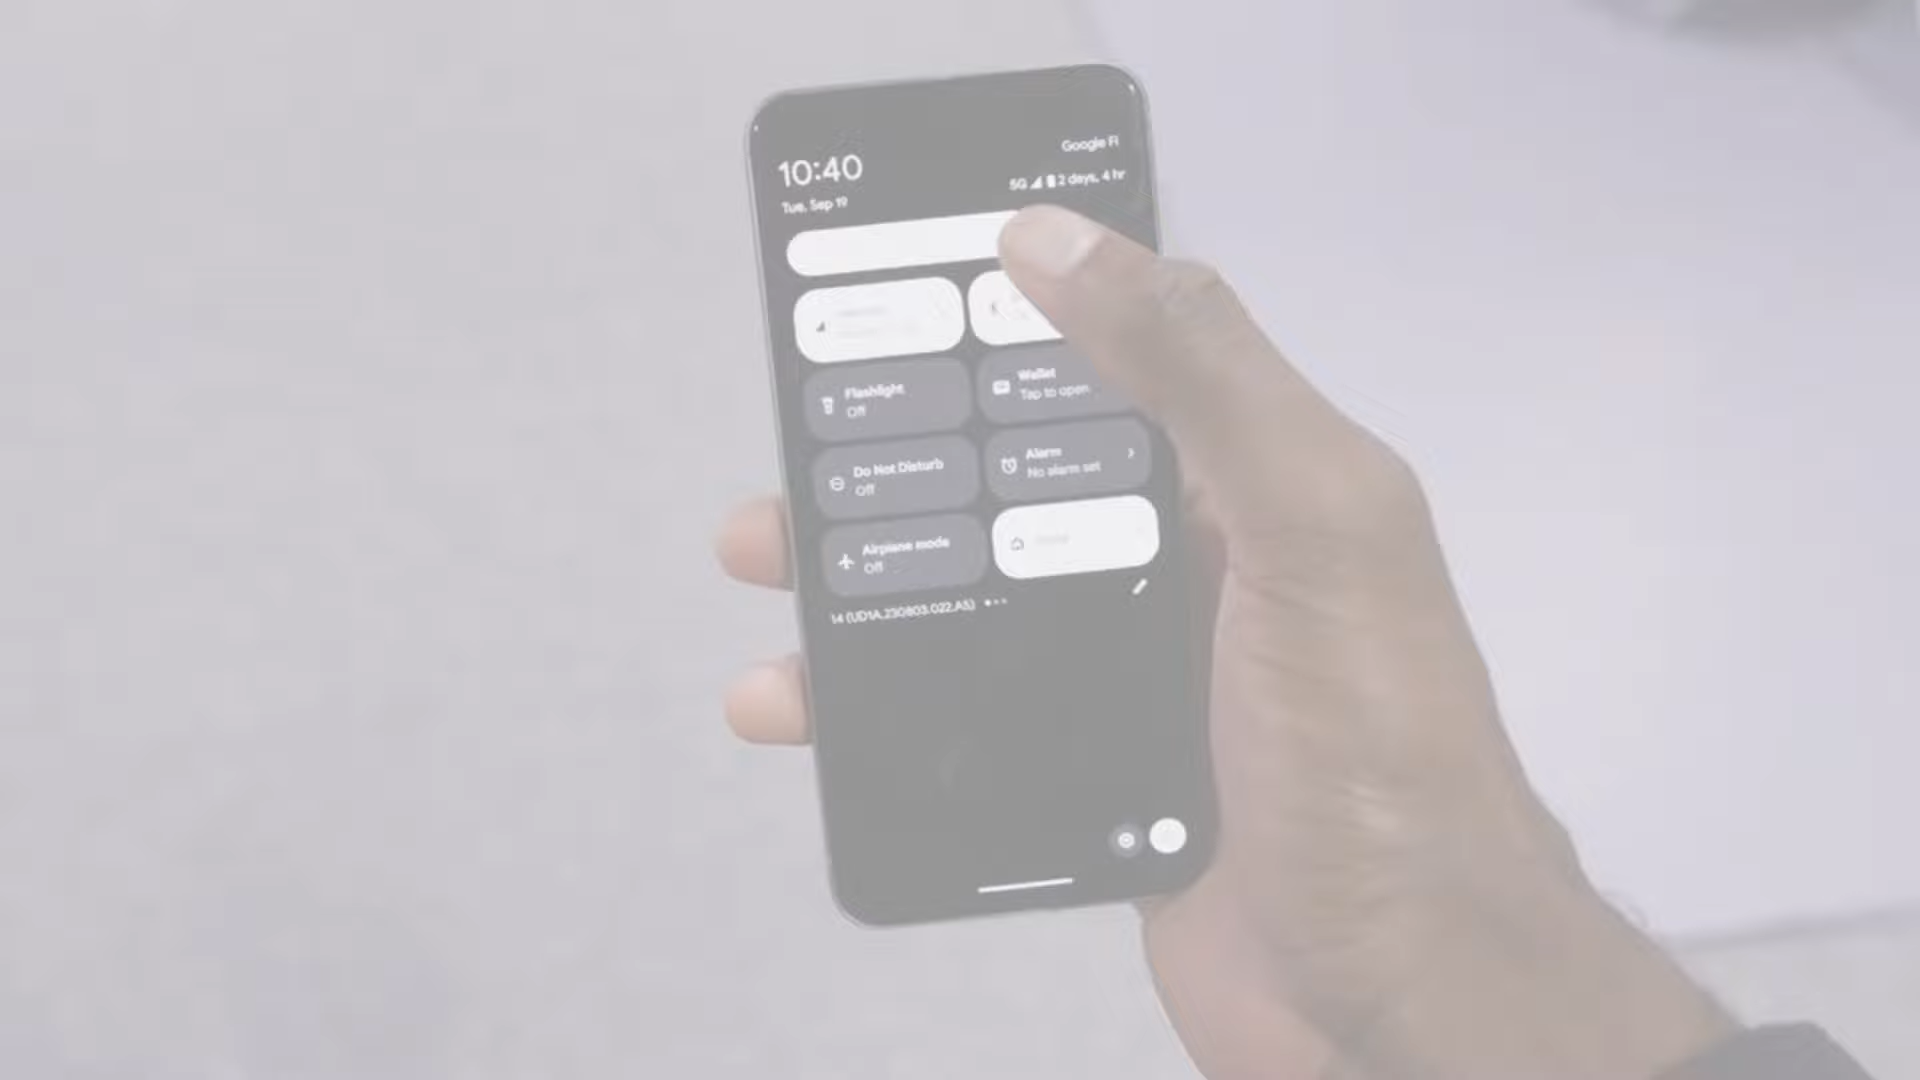 Google Fi
10:40
5G 2 days, 4 hr
Tue, Sep 19
Flashlight
Off
Wallet
Tap to open
Do Not Disturb
Off
Alarm
No alarm set
Airplane mode
Off
14 (UD1A.230803.022.A5)